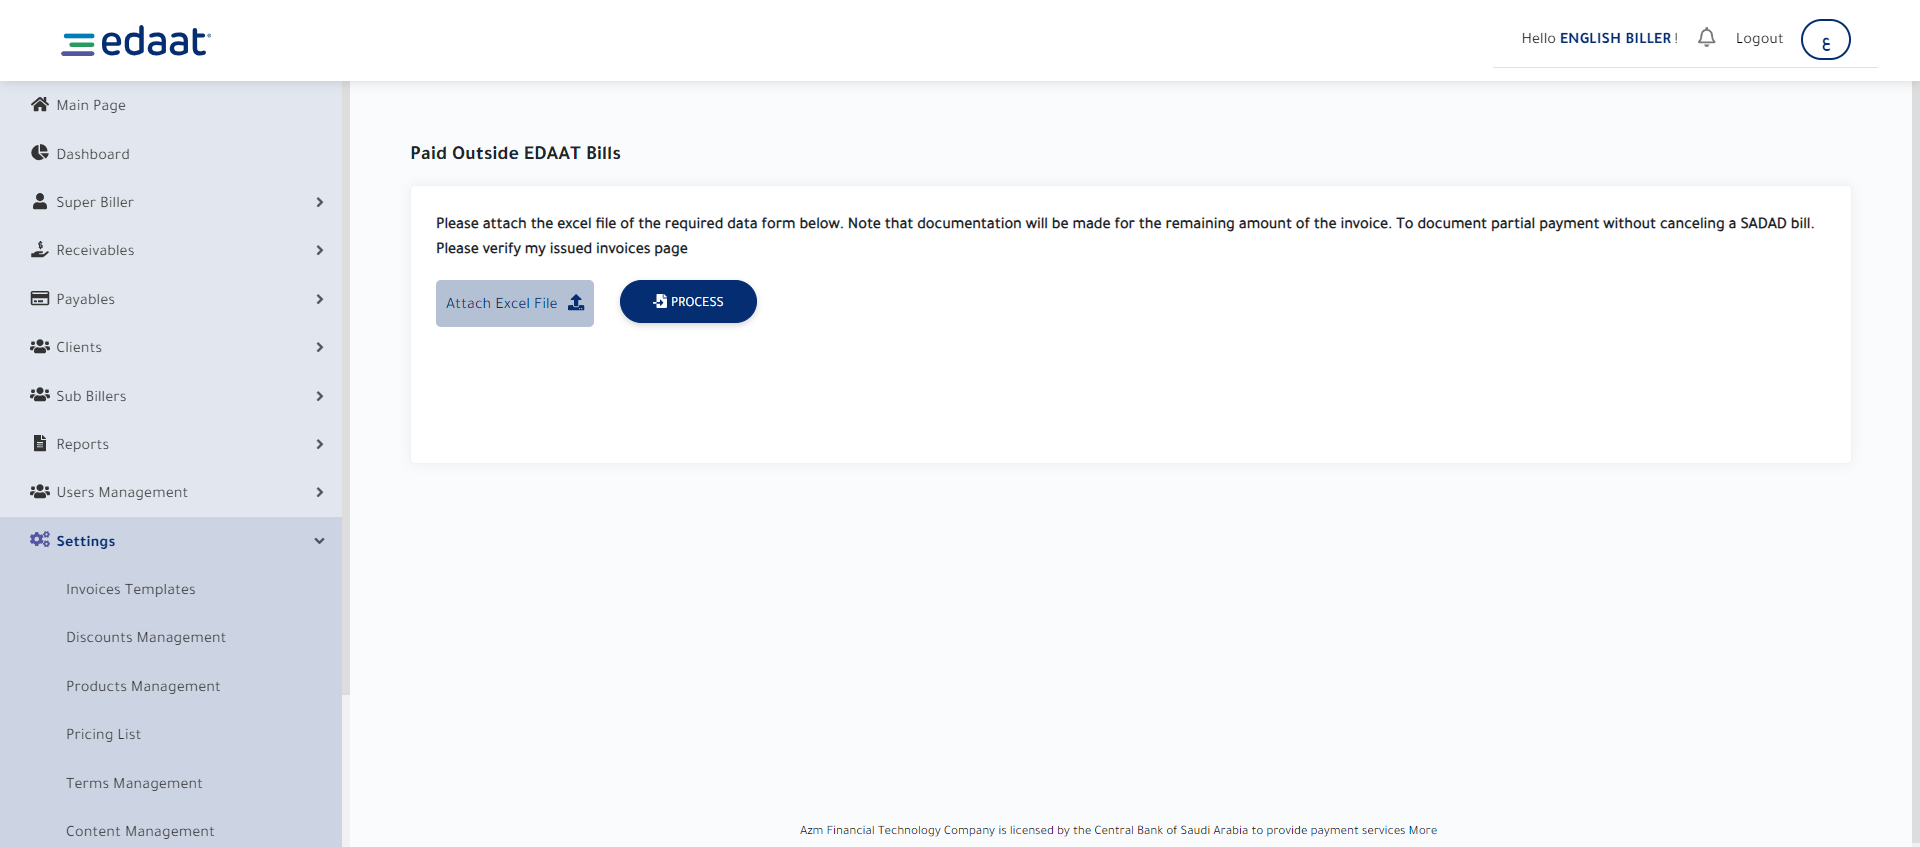 edaat
Hello ENGLISH BILLER !
Logout
ع
Main Page
Dashboard
Super Biller
Receivables
Payables
Clients
Sub Billers
Reports
Users Management
Settings
Invoices Templates
Discounts Management
Products Management
Pricing List
Terms Management
Content Management
Paid Outside EDAAT Bills
Please attach the excel file of the required data form below. Note that documentation will be made for the remaining amount of the invoice. To document partial payment without canceling a SADAD bill.
Please verify my issued invoices page
Attach Excel File
PROCESS
Azm Financial Technology Company is licensed by the Central Bank of Saudi Arabia to provide payment services More